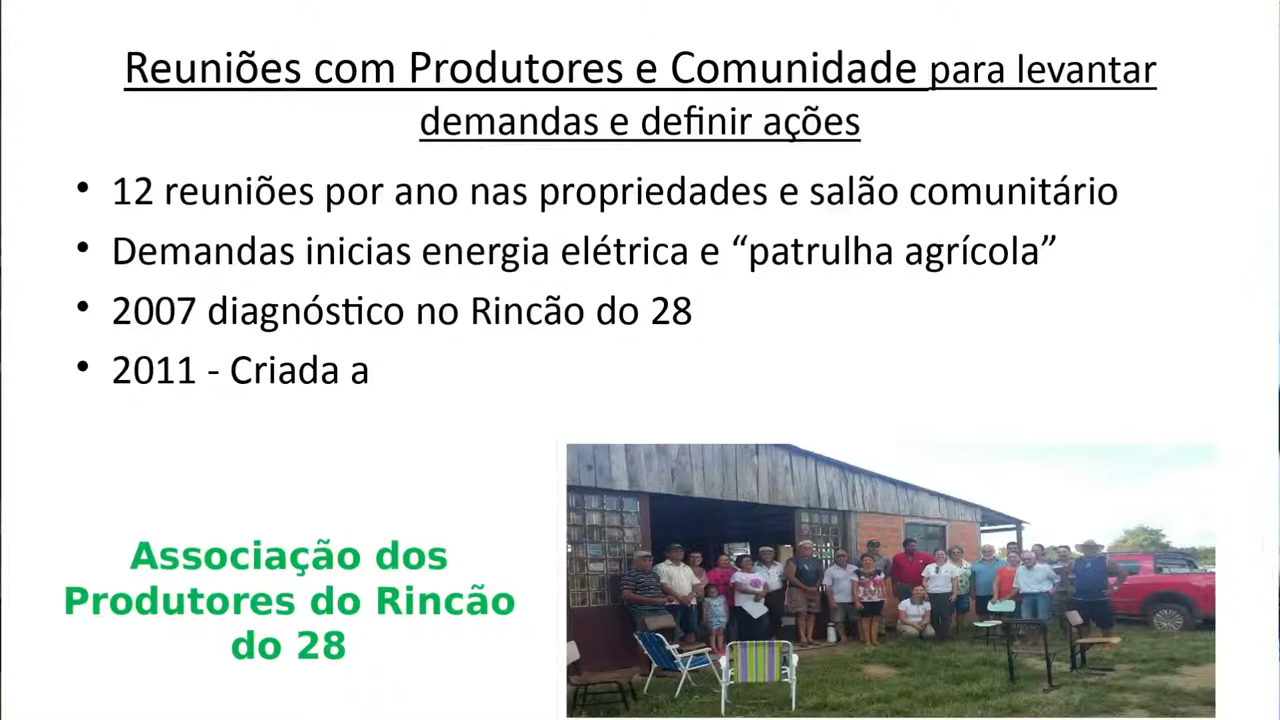 Reuniões com Produtores e Comunidade para levantar
demandas e definir ações
• 12 reuniões por ano nas propriedades e salão comunitário
• Demandas inicias energia elétrica e “patrulha agrícola”
• 2007 diagnóstico no Rincão do 28
• 2011 - Criada a
Associação dos
Produtores do Rincão
do 28